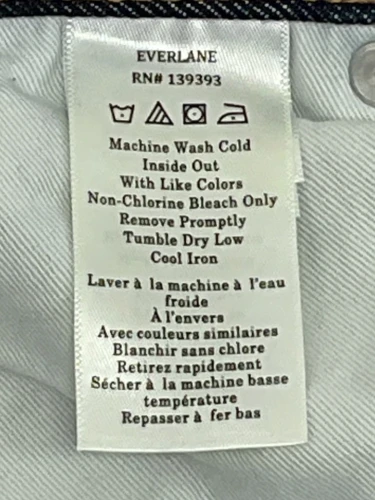 EVERLANE
RN# 139393
Machine Wash Cold
Inside Out
With Like Colors
Non-Chlorine Bleach Only
Remove Promptly
Tumble Dry Low
Cool Iron
Laver à la machine à l'eau
froide
À l'envers
Avec couleurs similaires
Blanchir sans chlore
Retirez rapidement
Sécher à la machine basse
température
Repasser à fer bas